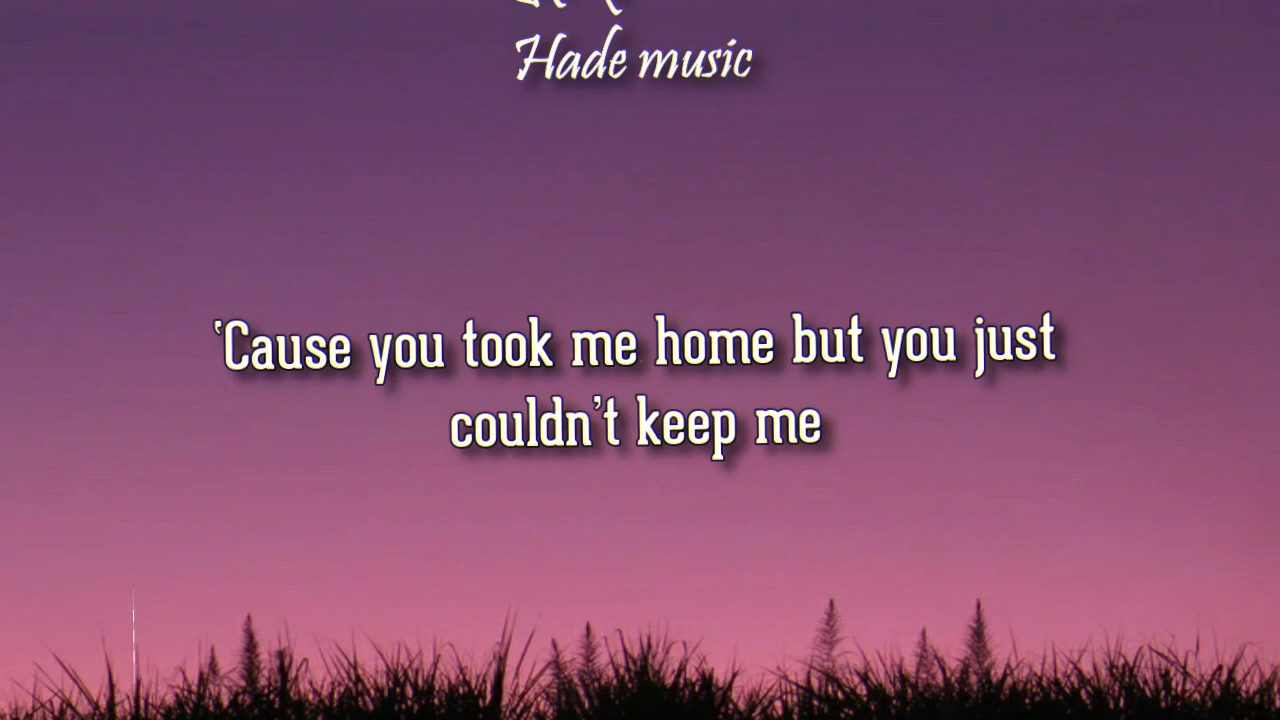 Hade music
‘Cause you took me home but you just
couldn’t keep me